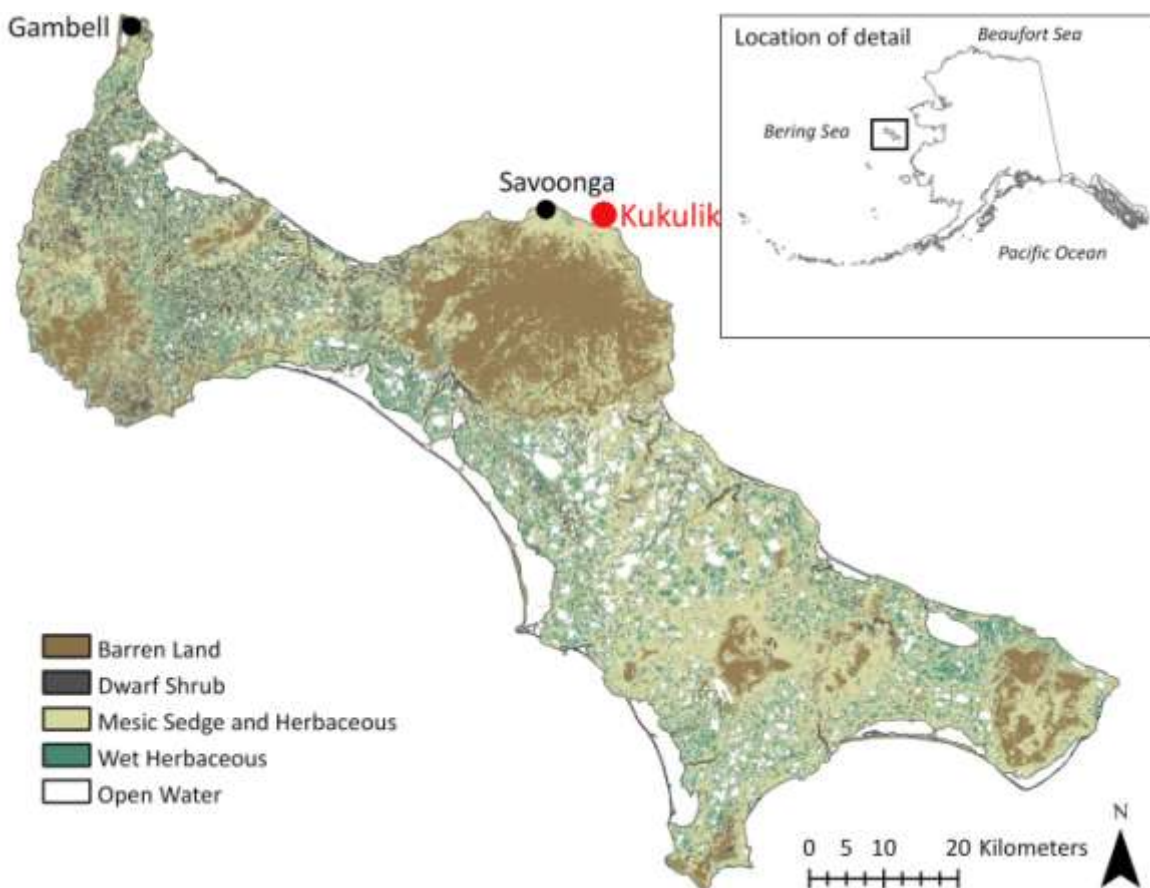 Gambell
Location of detail
Beaufort Sea
Bering Sea
Savoonga
Kukulik
Pacific Ocean
Barren Land
Dwarf Shrub
Mesic Sedge and Herbaceous
Wet Herbaceous
Open Water
N
0 5 10 20 Kilometers